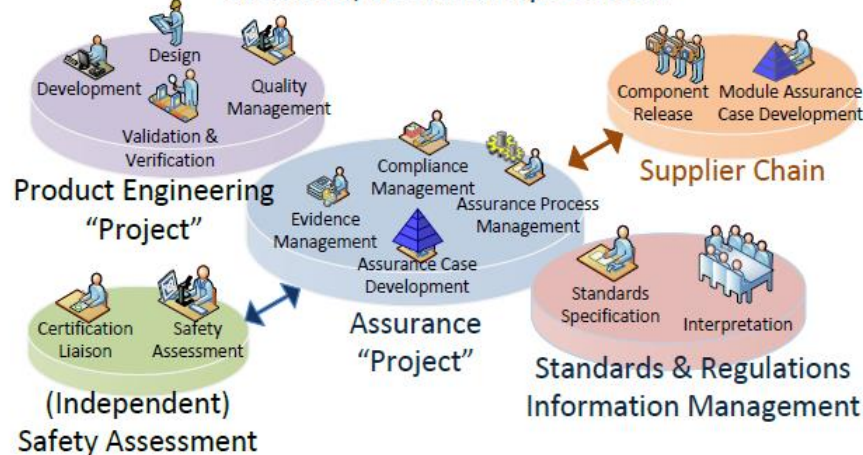 Design
Development
Quality
Management
Validation &
Verification
Product Engineering
“Project”
Component
Release
Module Assurance
Case Development
Supplier Chain
Compliance
Management
Assurance Process
Management
Evidence
Management
Assurance Case
Development
Assurance
“Project”
Certification
Liaison
Safety
Assessment
(Independent)
Safety Assessment
Standards
Specification
Interpretation
Standards & Regulations
Information Management